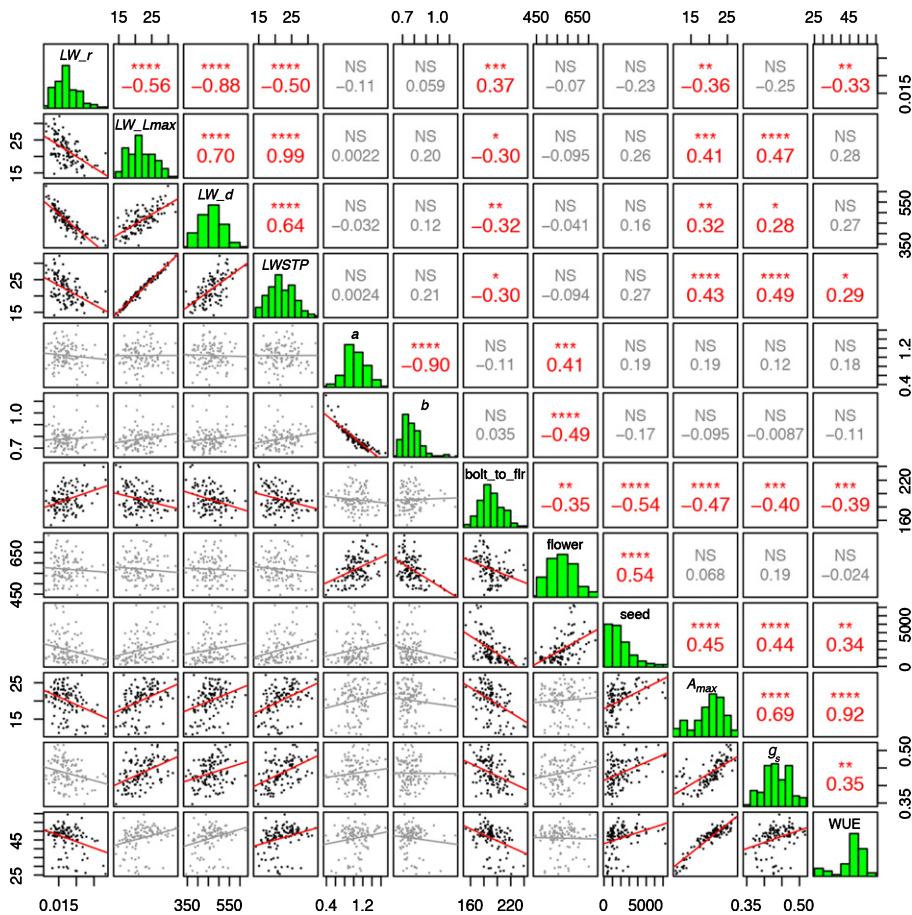 15 25 15 25 0.7 1.0 450 650 15 25 25 45
LW_r **** **** **** NS NS *** NS NS ** NS **
−0.56 −0.88 −0.50 −0.11 0.059 0.37 −0.07 −0.23 −0.36 −0.25 −0.33 0.015
15 25 LW_Lmax **** **** NS NS * NS NS *** **** NS
0.70 0.99 0.0022 0.20 −0.30 −0.095 0.26 0.41 0.47 0.28
LW_d **** NS NS ** NS NS ** * NS
0.64 −0.032 0.12 −0.32 −0.041 0.16 0.32 0.28 0.27 350 550
15 25 LWSTP NS NS * NS NS **** **** *
0.0024 0.21 −0.30 −0.094 0.27 0.43 0.49 0.29
a **** NS *** NS NS NS NS
−0.90 −0.11 0.41 0.19 0.19 0.12 0.18 0.4 1.2
0.7 1.0 b NS **** NS NS NS NS
0.035 −0.49 −0.17 −0.095 −0.0087 −0.11
bolt_to_flr ** **** **** *** ***
−0.35 −0.54 −0.47 −0.40 −0.39 160 220
450 650 flower **** NS NS NS
0.54 0.068 0.19 −0.024
seed **** **** **
0.45 0.44 0.34 0 5000
15 25 Amax **** ****
0.69 0.92
gs **
0.35 0.35 0.50
25 45 WUE
0.015 350 550 0.4 1.2 160 220 0 5000 0.35 0.50